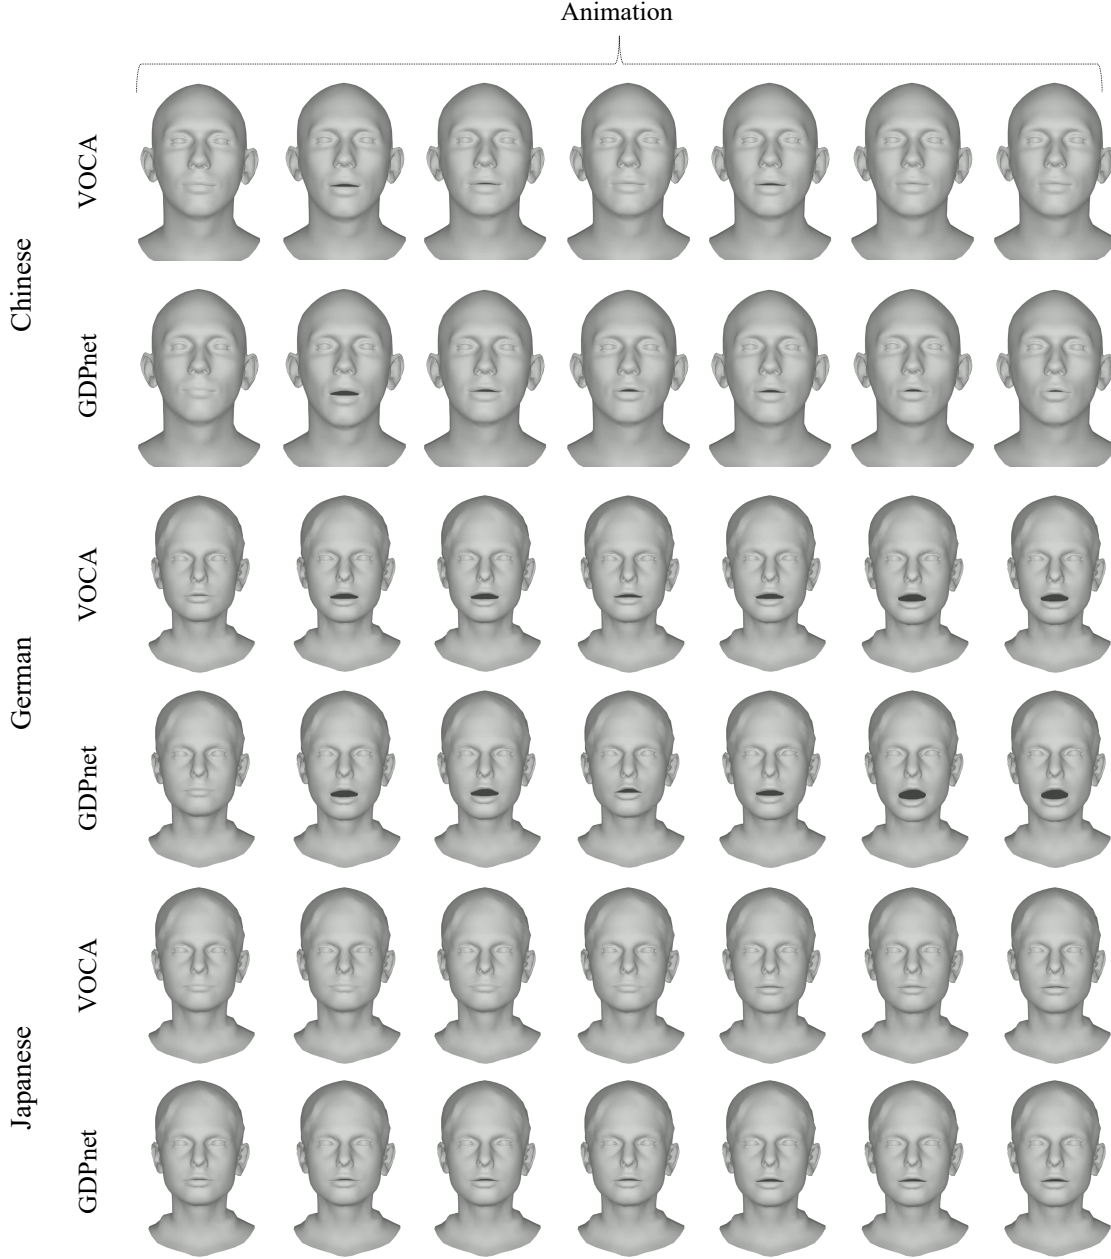 Animation
Chinese
VOCA
GDPnet
German
VOCA
GDPnet
Japanese
VOCA
GDPnet